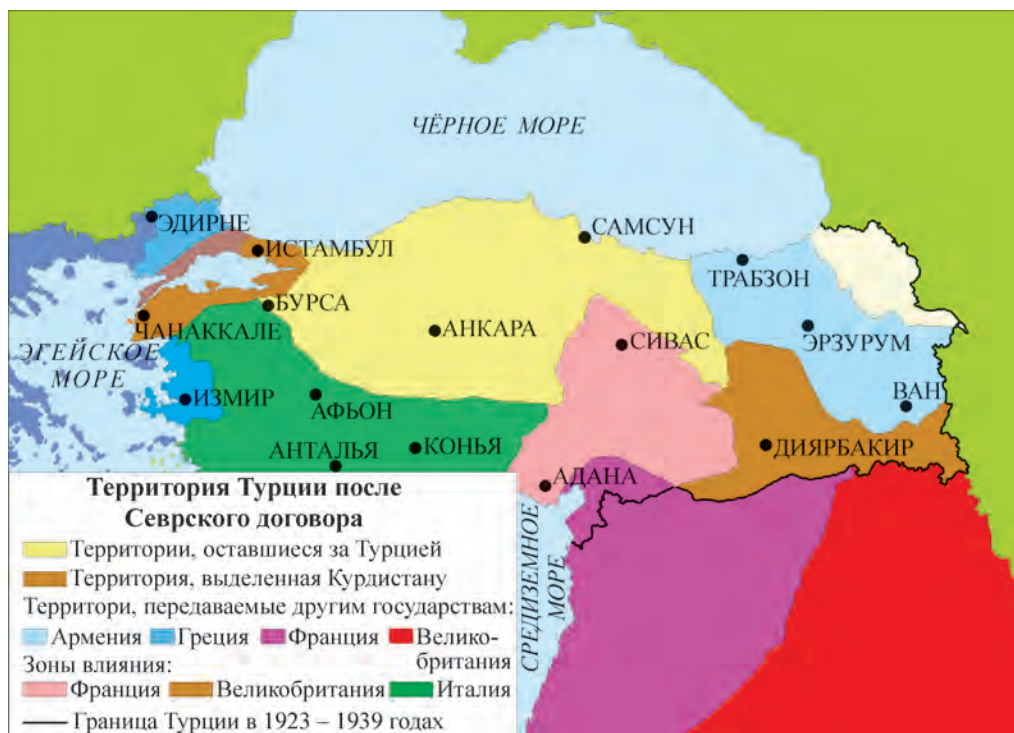 ЧЁРНОЕ МОРЕ
ЭДИРНЕ
САМСУН
ИСТАМБУЛ
ТРАБЗОН
БУРСА
ЧАНАККАЛЕ
АНКАРА
СИВАС
ЭРЗУРУМ
ЭГЕЙСКОЕ
МОРЕ
ИЗМИР
АФЬОН
ВАН
АНТАЛЬЯ
КОНЬЯ
ДИЯРБАКИР
АДАНА
СРЕДИЗЕМНОЕ
МОРЕ
Территория Турции после
Севрского договора
Территории, оставшиеся за Турцией
Территория, выделенная Курдистану
Территори, передаваемые другим государствам:
Армения Греция Франция Велико-
британия
Зоны влияния:
Франция Великобритания Италия
Граница Турции в 1923 – 1939 годах